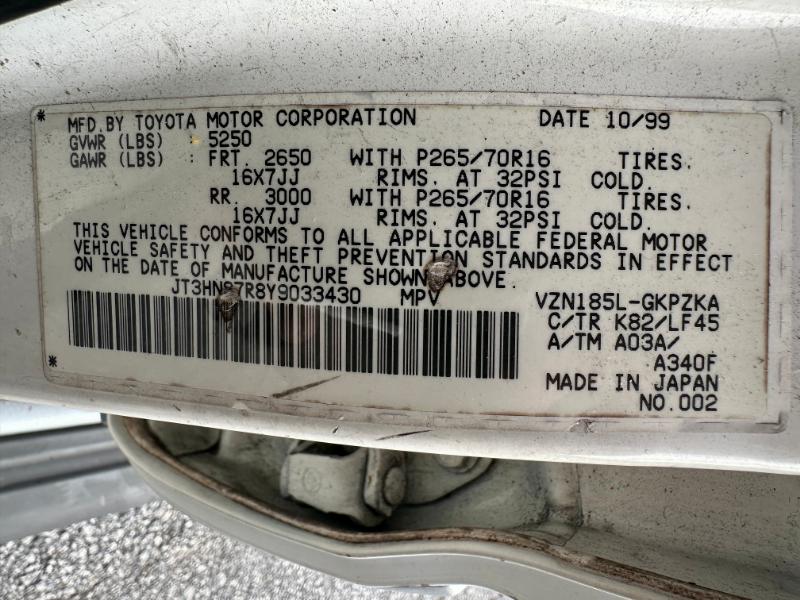 * MFD.BY TOYOTA MOTOR CORPORATION DATE 10/99
GVWR (LBS) : 5250
GAWR (LBS) : FRT. 2650 WITH P265/70R16 TIRES.
16X7JJ RIMS. AT 32PSI COLD.
RR. 3000 WITH P265/70R16 TIRES.
16X7JJ RIMS. AT 32PSI COLD.
THIS VEHICLE CONFORMS TO ALL APPLICABLE FEDERAL MOTOR
VEHICLE SAFETY AND THEFT PREVENTION STANDARDS IN EFFECT
ON THE DATE OF MANUFACTURE SHOWN ABOVE.
MPV VZN185L-GKPZKA
C/TR K82/LF45
A/TM A03A/
A340F
* MADE IN JAPAN
NO.002 *